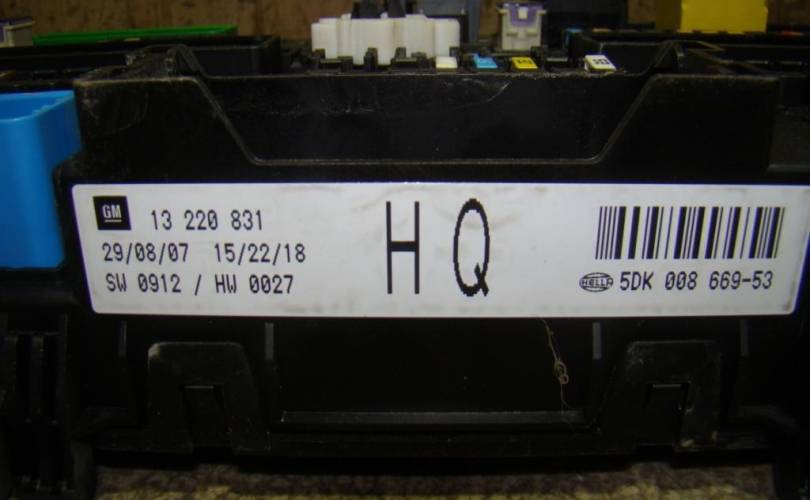 GM 13 220 831
29/08/07 15/22/18
SW 0912 / HW 0027
HQ
HELLA 5DK 008 669-53